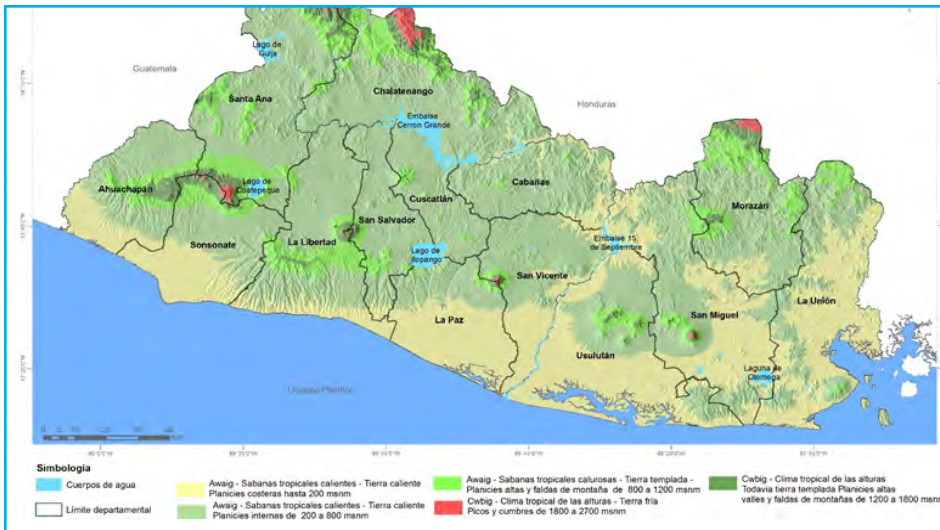 Lago de
Guija
Guatemala
Santa Ana
Chalatenango
Honduras
Embalse
Cerron Grande
Ahuachapán
Lago de
Coatepeque
Cuscatlán
Cabañas
Morazán
San Salvador
Sonsonate
La Libertad
Embalse 15
de Septiembre
Lago de
Ilopango
San Vicente
La Unión
La Paz
San Miguel
Usulután
Laguna de
Olomega
Océano Pacífico
Simbología
Cuerpos de agua
Límite departamental
Awaig - Sabanas tropicales calientes - Tierra caliente
Planicies costeras hasta 200 msnm
Awaig - Sabanas tropicales calientes - Tierra caliente
Planicies internas de 200 a 800 msnm
Awaig - Sabanas tropicales calurosas - Tierra templada -
Planicies altas y faldas de montaña de 800 a 1200 msnm
Cwbig - Clima tropical de las alturas - Tierra fría
Picos y cumbres de 1800 a 2700 msnm
Cwbig - Clima tropical de las alturas
Todavia tierra templada Planicies altas
valles y faldas de montañas de 1200 a 1800 msnm